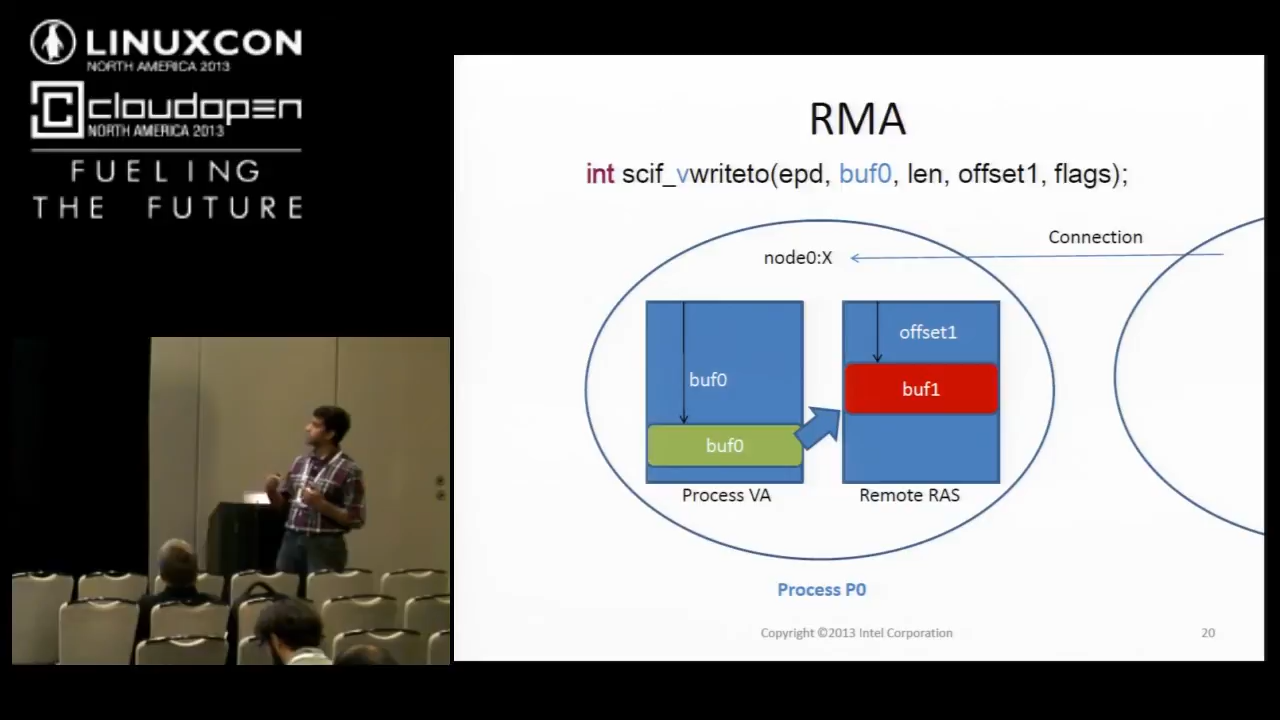 LINUXCON
NORTH AMERICA 2013
cloudopen
NORTH AMERICA 2013
FUELING
THE FUTURE
RMA
int scif_vwriteto(epd, buf0, len, offset1, flags);
Connection
node0:X
offset1
buf0
buf1
buf0
Process VA
Remote RAS
Process P0
Copyright ©2013 Intel Corporation
20